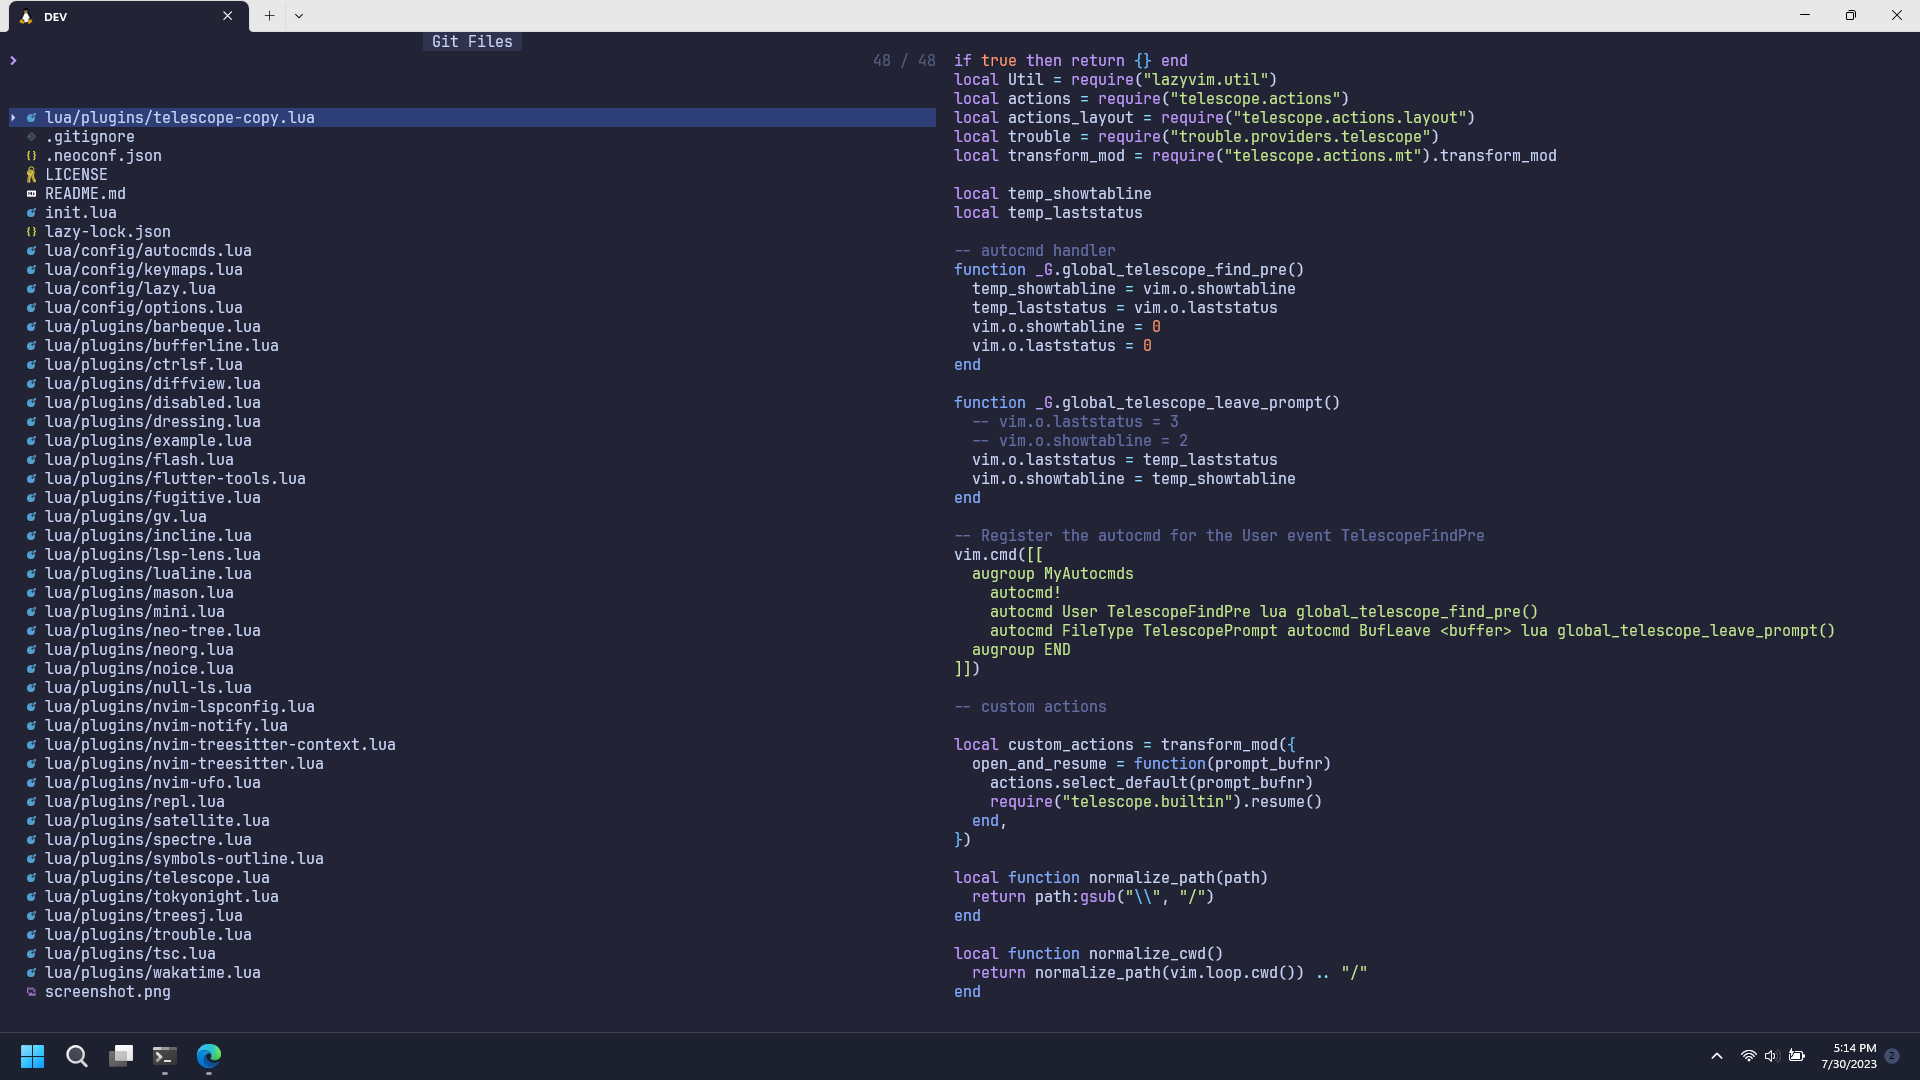 DEV
Git Files
48 / 48
lua/plugins/telescope-copy.lua
.gitignore
.neoconf.json
LICENSE
README.md
init.lua
lazy-lock.json
lua/config/autocmds.lua
lua/config/keymaps.lua
lua/config/lazy.lua
lua/config/options.lua
lua/plugins/barbeque.lua
lua/plugins/bufferline.lua
lua/plugins/ctrlsf.lua
lua/plugins/diffview.lua
lua/plugins/disabled.lua
lua/plugins/dressing.lua
lua/plugins/example.lua
lua/plugins/flash.lua
lua/plugins/flutter-tools.lua
lua/plugins/fugitive.lua
lua/plugins/gv.lua
lua/plugins/incline.lua
lua/plugins/lsp-lens.lua
lua/plugins/lualine.lua
lua/plugins/mason.lua
lua/plugins/mini.lua
lua/plugins/neo-tree.lua
lua/plugins/neorg.lua
lua/plugins/noice.lua
lua/plugins/null-ls.lua
lua/plugins/nvim-lspconfig.lua
lua/plugins/nvim-notify.lua
lua/plugins/nvim-treesitter-context.lua
lua/plugins/nvim-treesitter.lua
lua/plugins/nvim-ufo.lua
lua/plugins/repl.lua
lua/plugins/satellite.lua
lua/plugins/spectre.lua
lua/plugins/symbols-outline.lua
lua/plugins/telescope.lua
lua/plugins/tokyonight.lua
lua/plugins/treesj.lua
lua/plugins/trouble.lua
lua/plugins/tsc.lua
lua/plugins/wakatime.lua
screenshot.png
if true then return {} end
local Util = require("lazyvim.util")
local actions = require("telescope.actions")
local actions_layout = require("telescope.actions.layout")
local trouble = require("trouble.providers.telescope")
local transform_mod = require("telescope.actions.mt").transform_mod
local temp_showtabline
local temp_laststatus
-- autocmd handler
function _G.global_telescope_find_pre()
  temp_showtabline = vim.o.showtabline
  temp_laststatus = vim.o.laststatus
  vim.o.showtabline = 0
  vim.o.laststatus = 0
end
function _G.global_telescope_leave_prompt()
  -- vim.o.laststatus = 3
  -- vim.o.showtabline = 2
  vim.o.laststatus = temp_laststatus
  vim.o.showtabline = temp_showtabline
end
-- Register the autocmd for the User event TelescopeFindPre
vim.cmd([[
  augroup MyAutocmds
    autocmd!
    autocmd User TelescopeFindPre lua global_telescope_find_pre()
    autocmd FileType TelescopePrompt autocmd BufLeave <buffer> lua global_telescope_leave_prompt()
  augroup END
]])
-- custom actions
local custom_actions = transform_mod({
  open_and_resume = function(prompt_bufnr)
    actions.select_default(prompt_bufnr)
    require("telescope.builtin").resume()
  end,
})
local function normalize_path(path)
  return path:gsub("\\", "/")
end
local function normalize_cwd()
  return normalize_path(vim.loop.cwd()) .. "/"
end
5:14 PM
7/30/2023
2